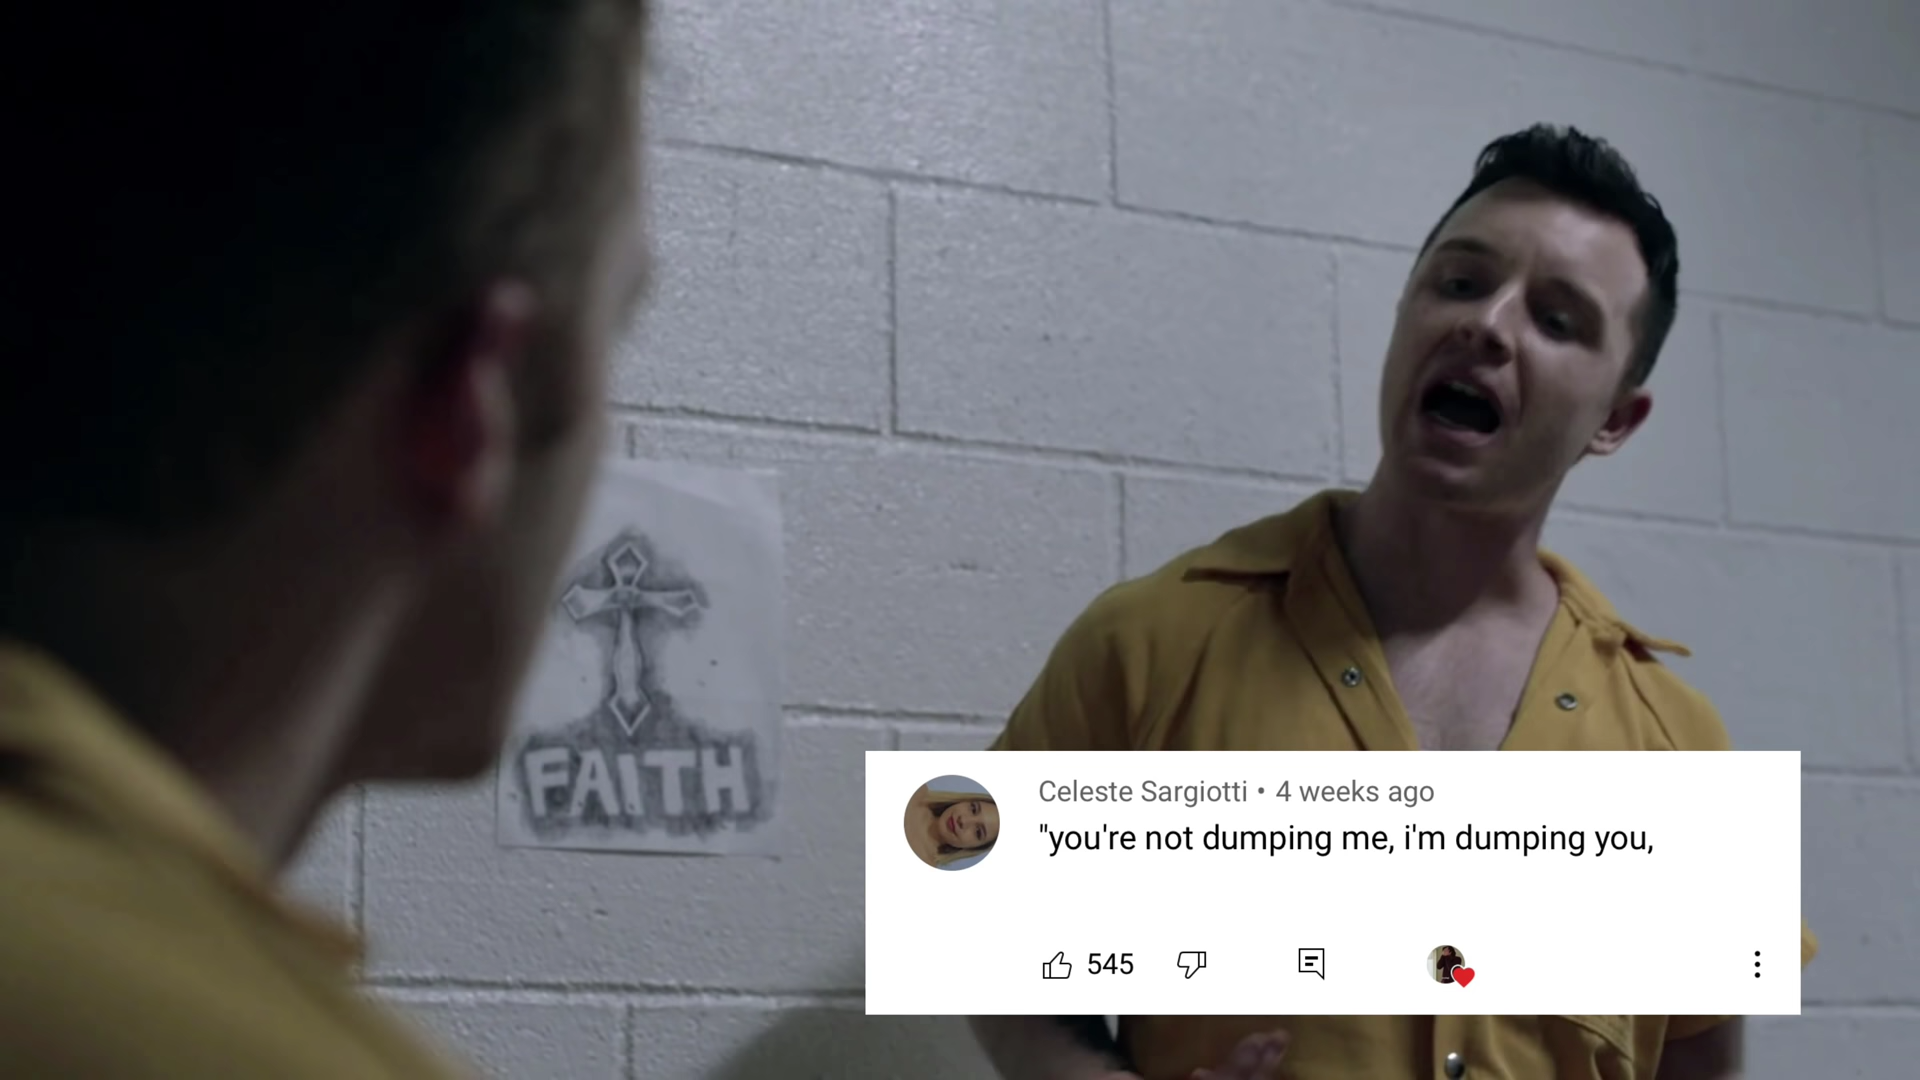 FAITH
Celeste Sargiotti • 4 weeks ago
"you're not dumping me, i'm dumping you,
545